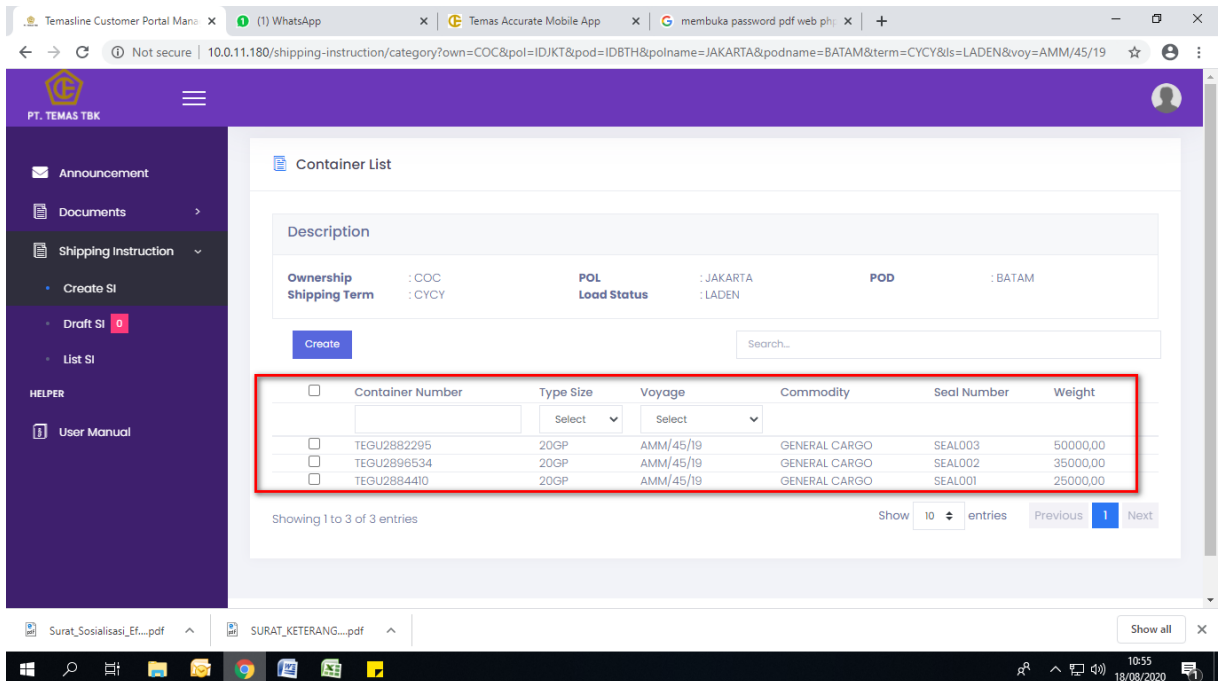 Temasline Customer Portal Mana
(1) WhatsApp
Temas Accurate Mobile App
membuka password pdf web php
Not secure | 10.0.11.180/shipping-instruction/category?own=COC&pol=IDJKT&pod=IDBTH&polname=JAKARTA&podname=BATAM&term=CYCY&ls=LADEN&voy=AMM/45/19
PT. TEMAS TBK
Announcement
Documents
Shipping Instruction
Create SI
Draft SI 0
List SI
HELPER
User Manual
Container List
Description
Ownership : COC POL : JAKARTA POD : BATAM
Shipping Term : CYCY Load Status : LADEN
Create Search...
Container Number Type Size Voyage Commodity Seal Number Weight
Select Select
TEGU2882295 20GP AMM/45/19 GENERAL CARGO SEAL003 50000,00
TEGU2896534 20GP AMM/45/19 GENERAL CARGO SEAL002 35000,00
TEGU2884410 20GP AMM/45/19 GENERAL CARGO SEAL001 25000,00
Showing 1 to 3 of 3 entries Show 10 entries Previous 1 Next
Surat_Sosialisasi_Ef....pdf SURAT_KETERANG....pdf Show all
10:55
18/08/2020